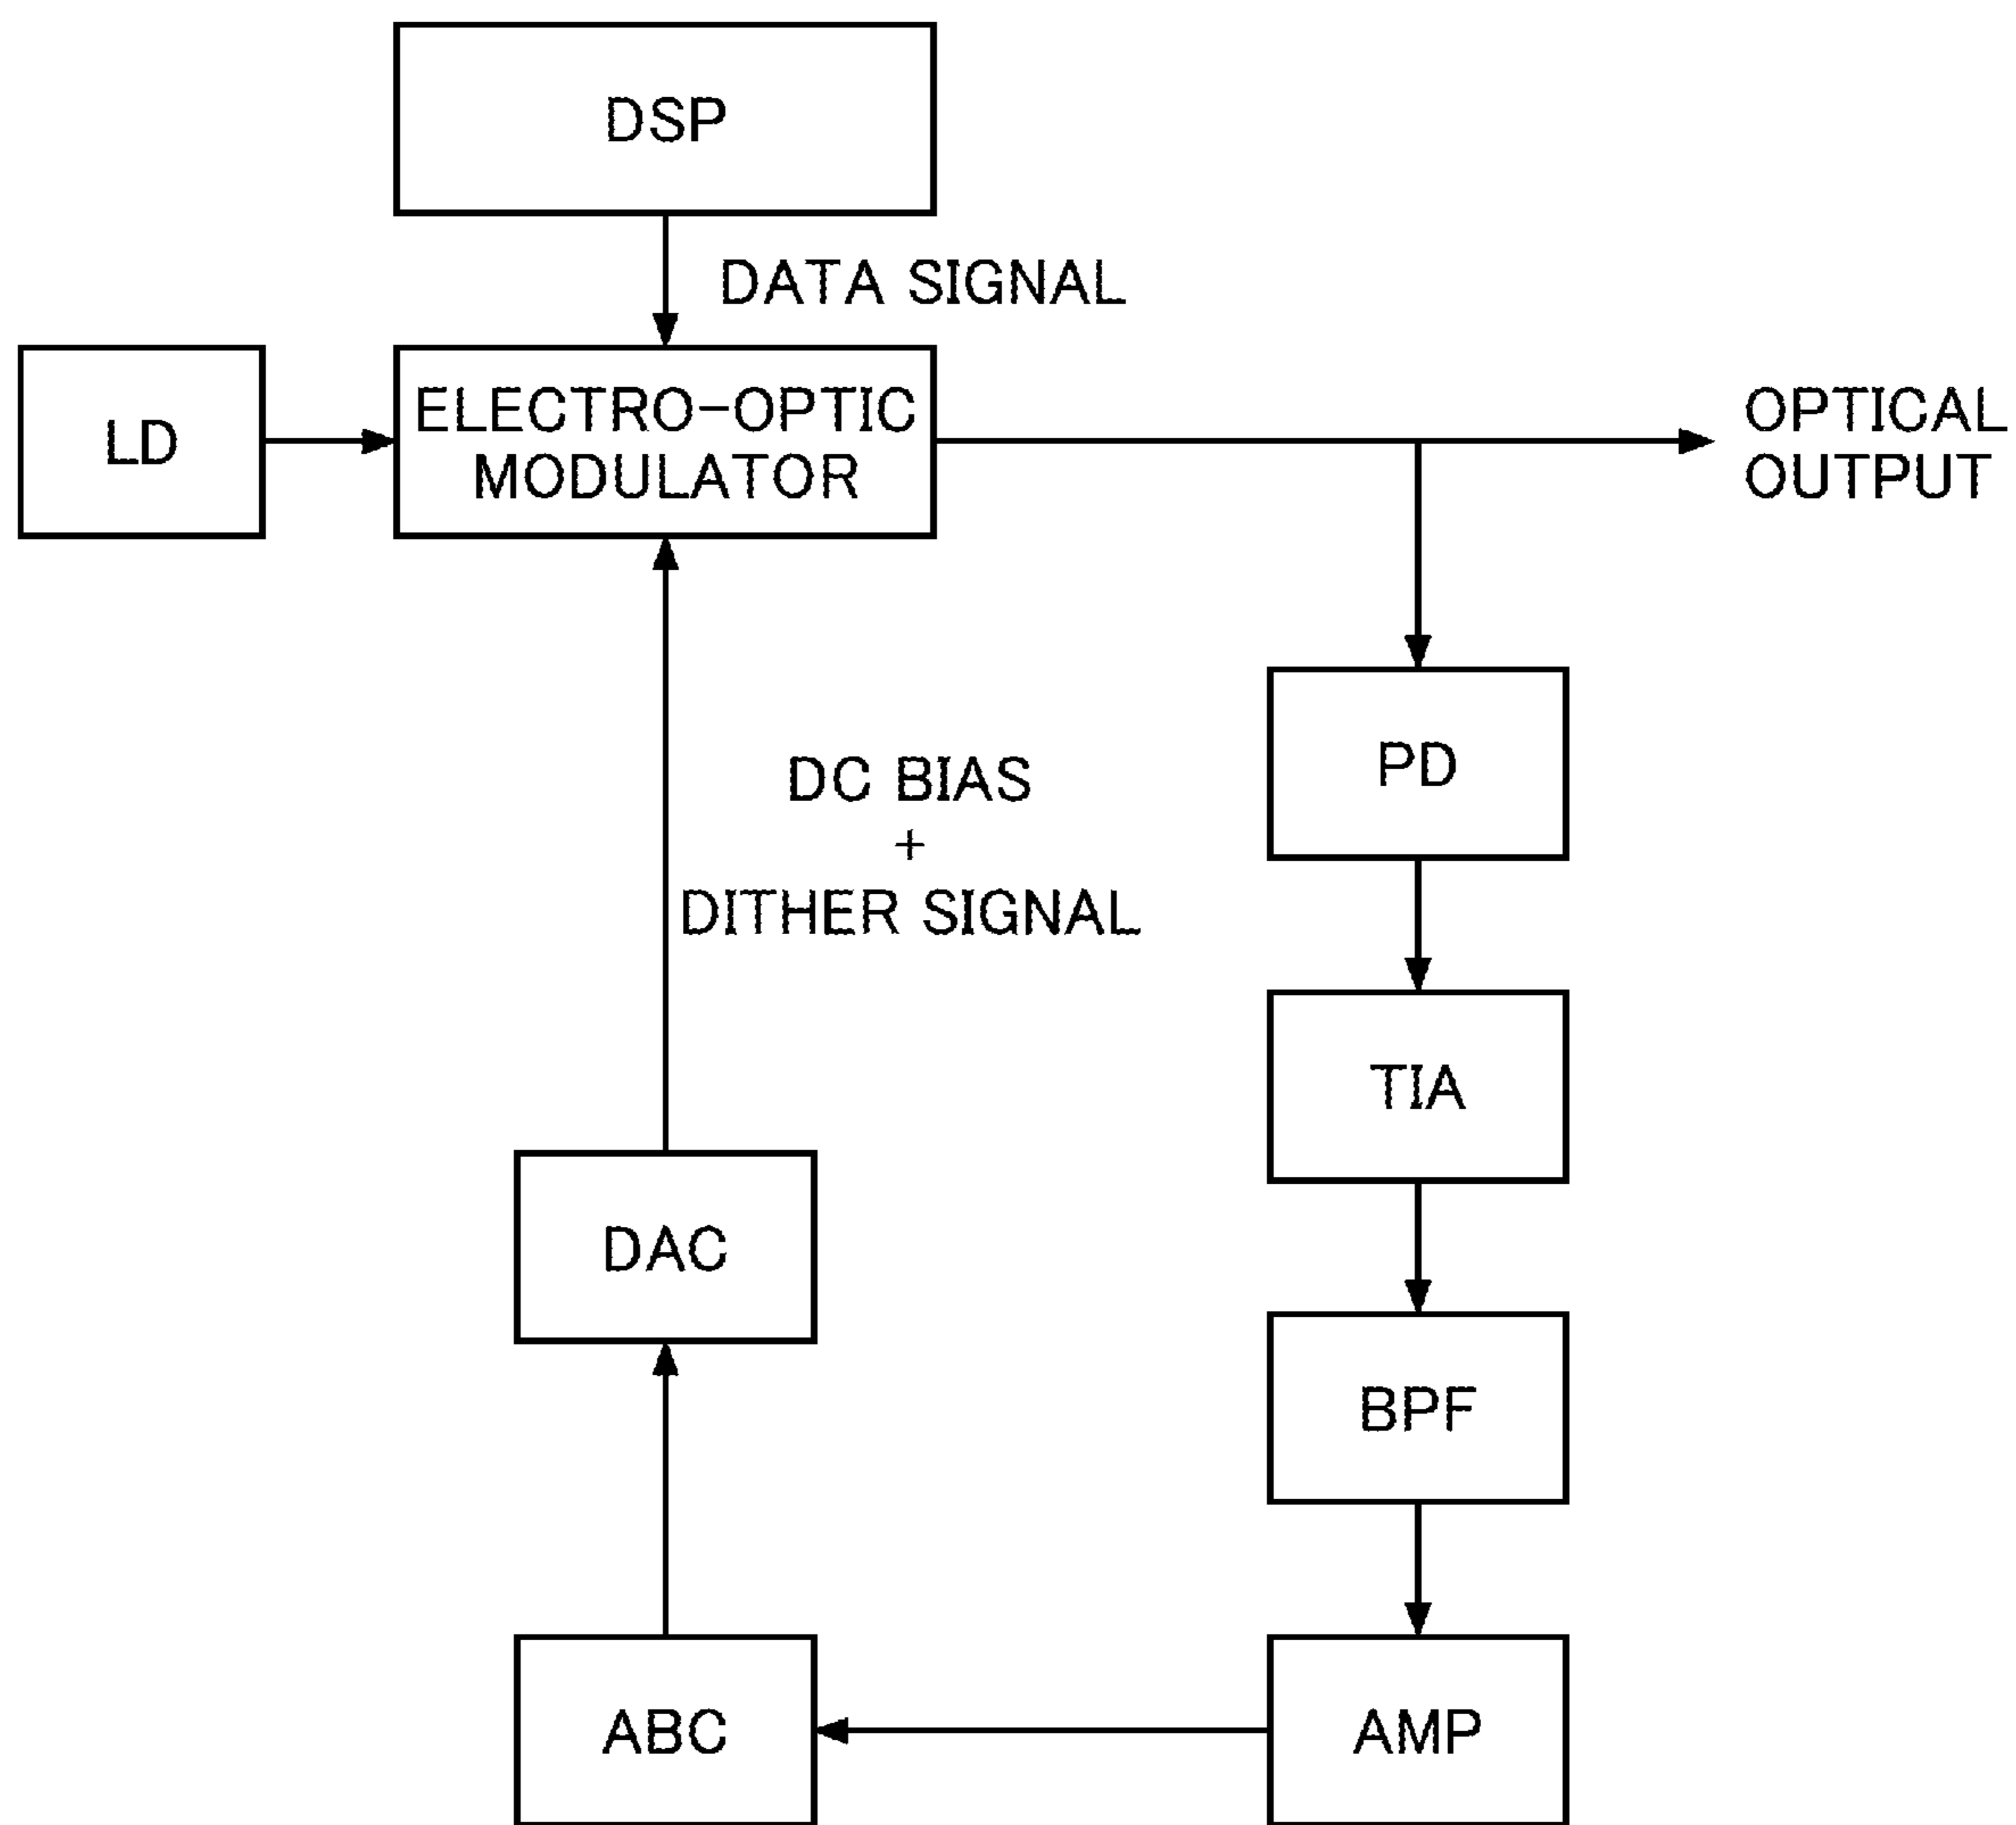 DSP
DATA SIGNAL
LD
ELECTRO-OPTIC
MODULATOR
OPTICAL
OUTPUT
PD
DC BIAS
+
DITHER SIGNAL
TIA
DAC
BPF
ABC
AMP